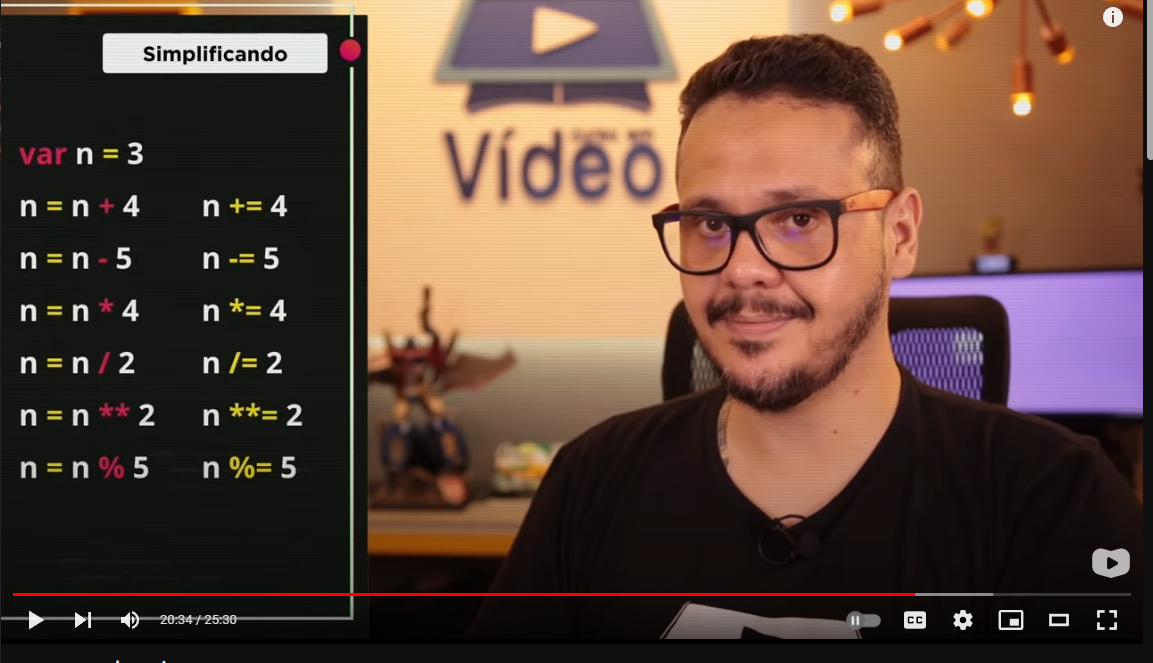 Simplificando
Vídeo
var n = 3
n = n + 4 n += 4
n = n - 5 n -= 5
n = n * 4 n *= 4
n = n / 2 n /= 2
n = n ** 2 n **= 2
n = n % 5 n %= 5
20:34 / 25:30
CC